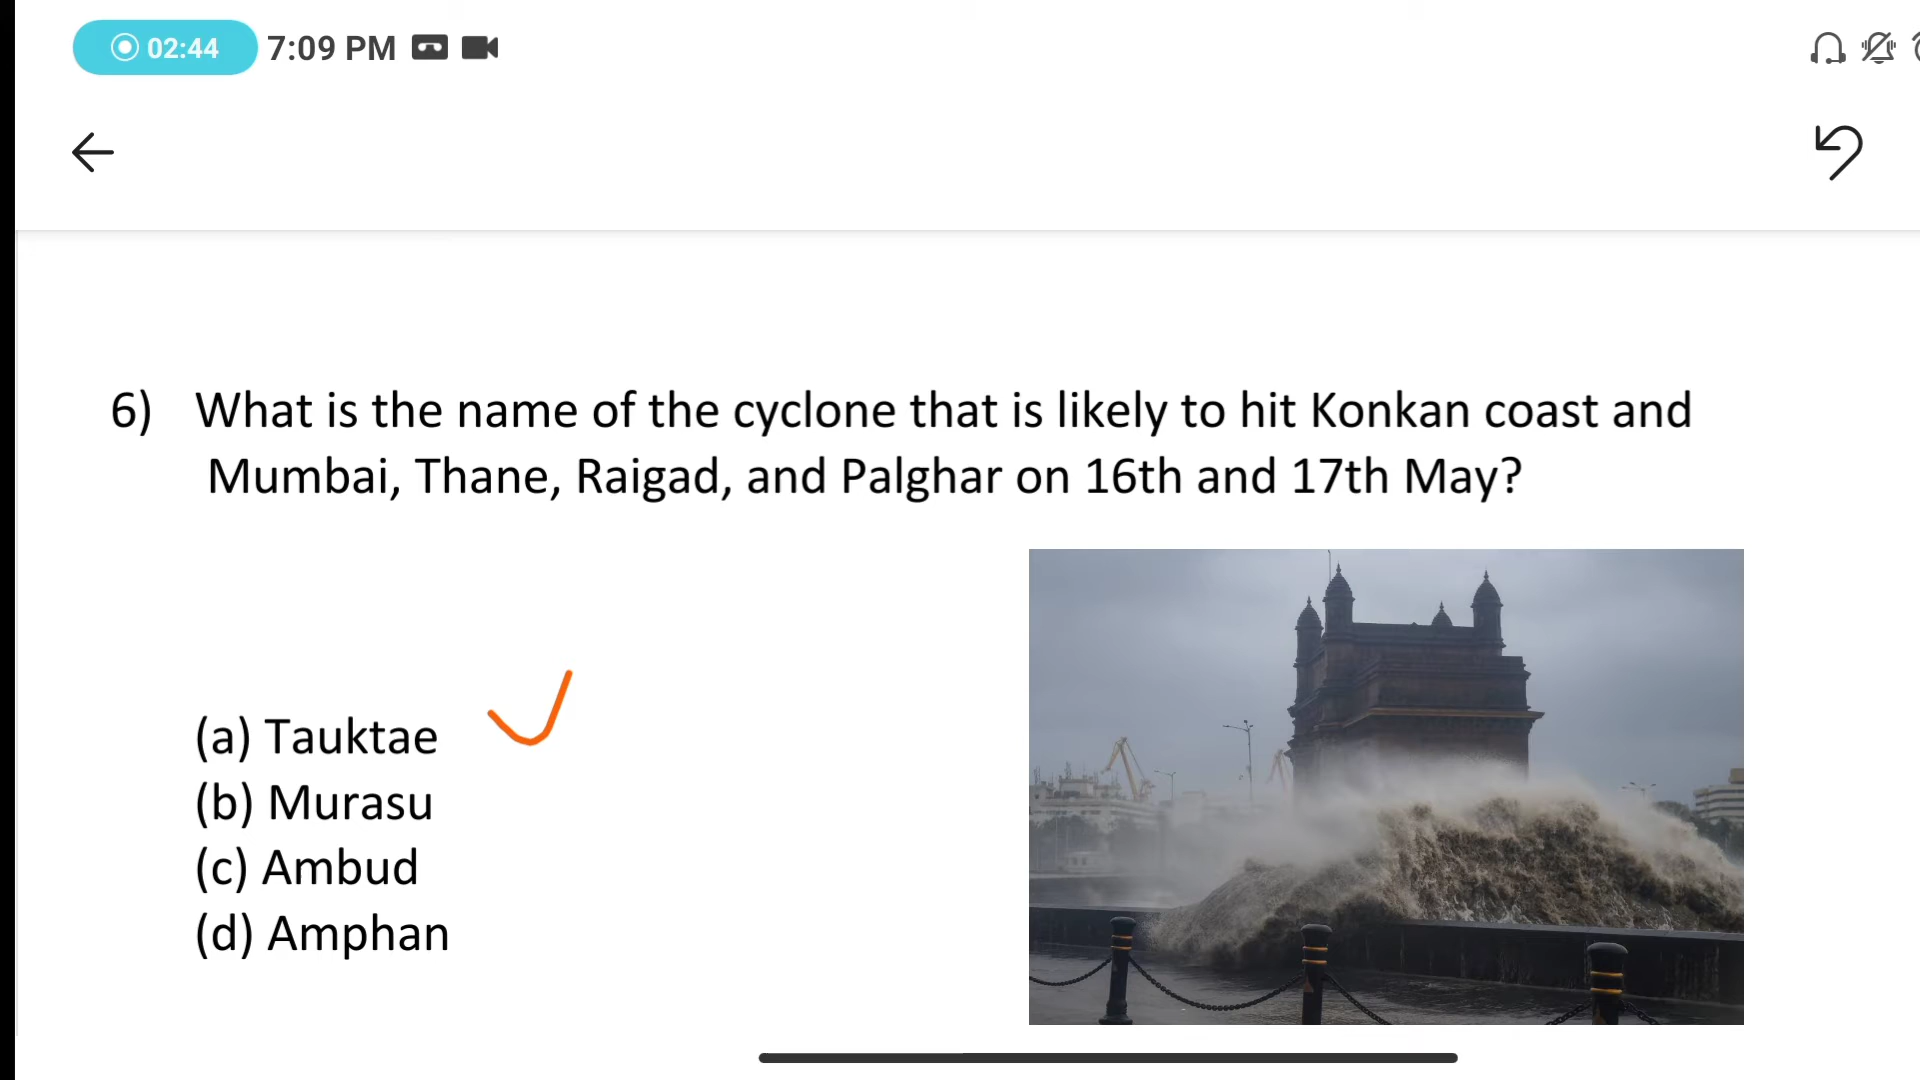 02:44 7:09 PM
6) What is the name of the cyclone that is likely to hit Konkan coast and
Mumbai, Thane, Raigad, and Palghar on 16th and 17th May?
(a) Tauktae
(b) Murasu
(c) Ambud
(d) Amphan